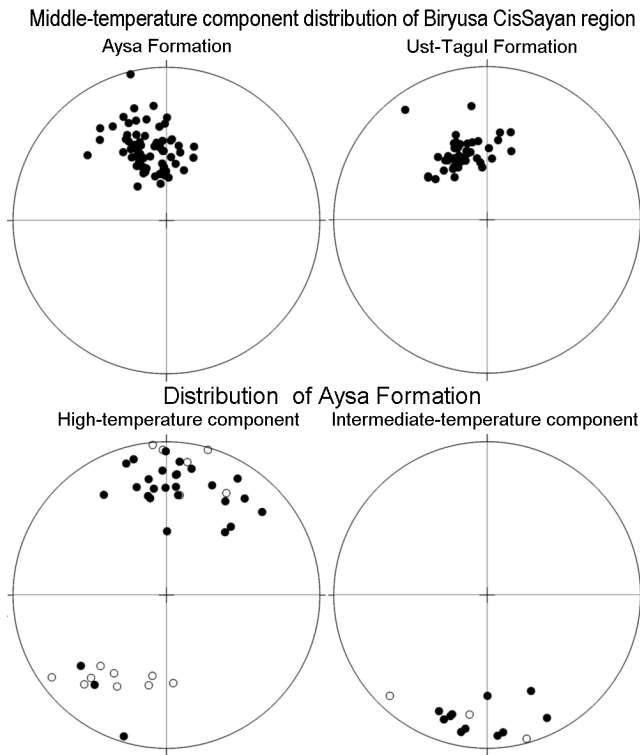 Middle-temperature component distribution of Biryusa CisSayan region
Aysa Formation
Ust-Tagul Formation
Distribution of Aysa Formation
High-temperature component
Intermediate-temperature component